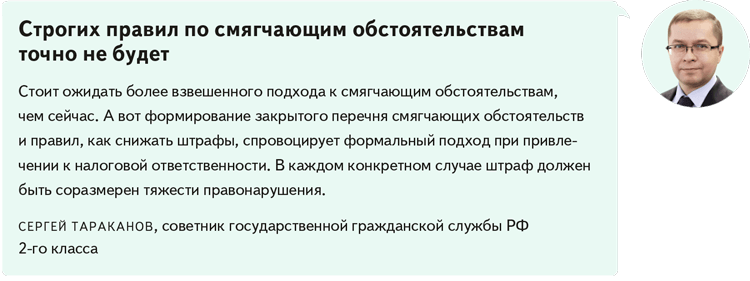 Строгих правил по смягчающим обстоятельствам
точно не будет
Стоит ожидать более взвешенного подхода к смягчающим обстоятельствам,
чем сейчас. А вот формирование закрытого перечня смягчающих обстоятельств
и правил, как снижать штрафы, спровоцирует формальный подход при привле-
чении к налоговой ответственности. В каждом конкретном случае штраф должен
быть соразмерен тяжести правонарушения.
СЕРГЕЙ ТАРАКАНОВ, советник государственной гражданской службы РФ
2-го класса